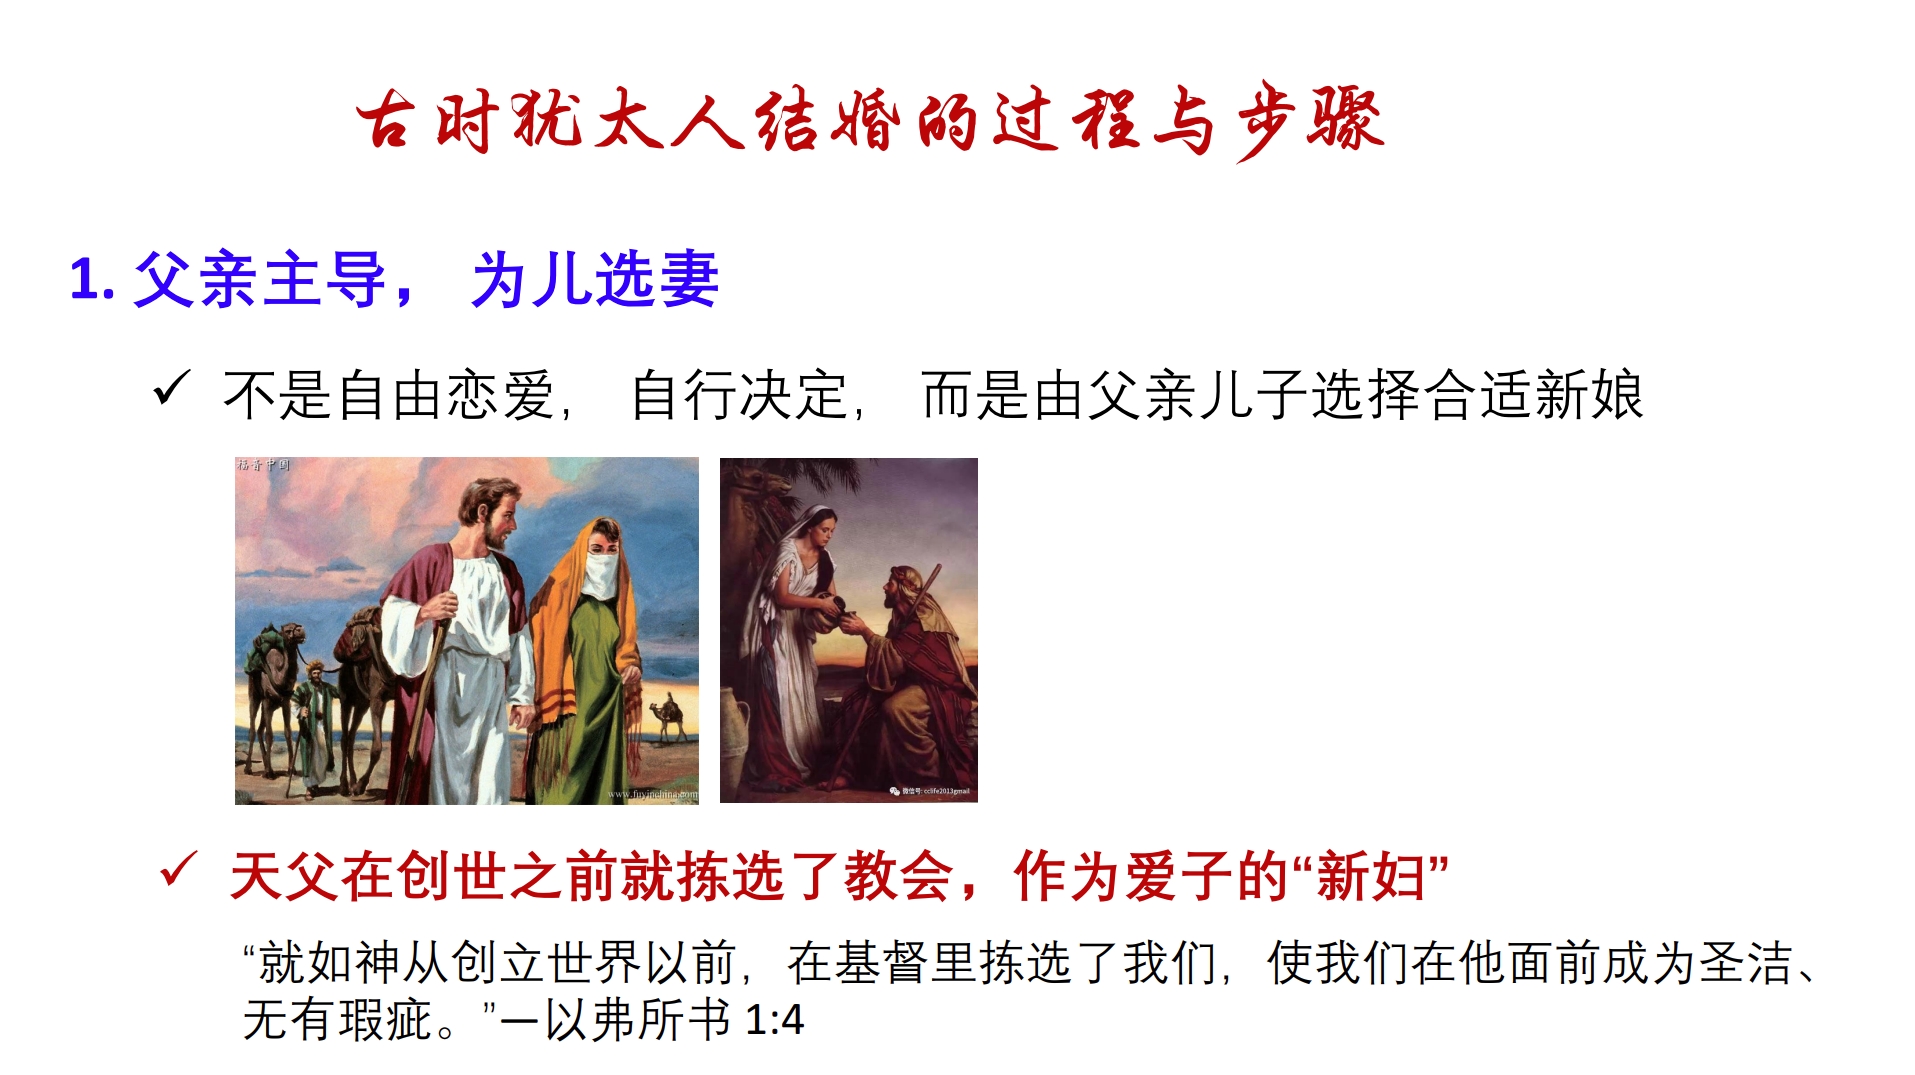 古时犹太人结婚的过程与步骤
1. 父亲主导， 为儿选妻
✓ 不是自由恋爱， 自行决定， 而是由父亲儿子选择合适新娘
福音中国
www.fuyinchina.com
微信号: cclife2013gmail
✓ 天父在创世之前就拣选了教会，作为爱子的“新妇”
“就如神从创立世界以前，在基督里拣选了我们，使我们在他面前成为圣洁、
无有瑕疵。”—以弗所书 1:4